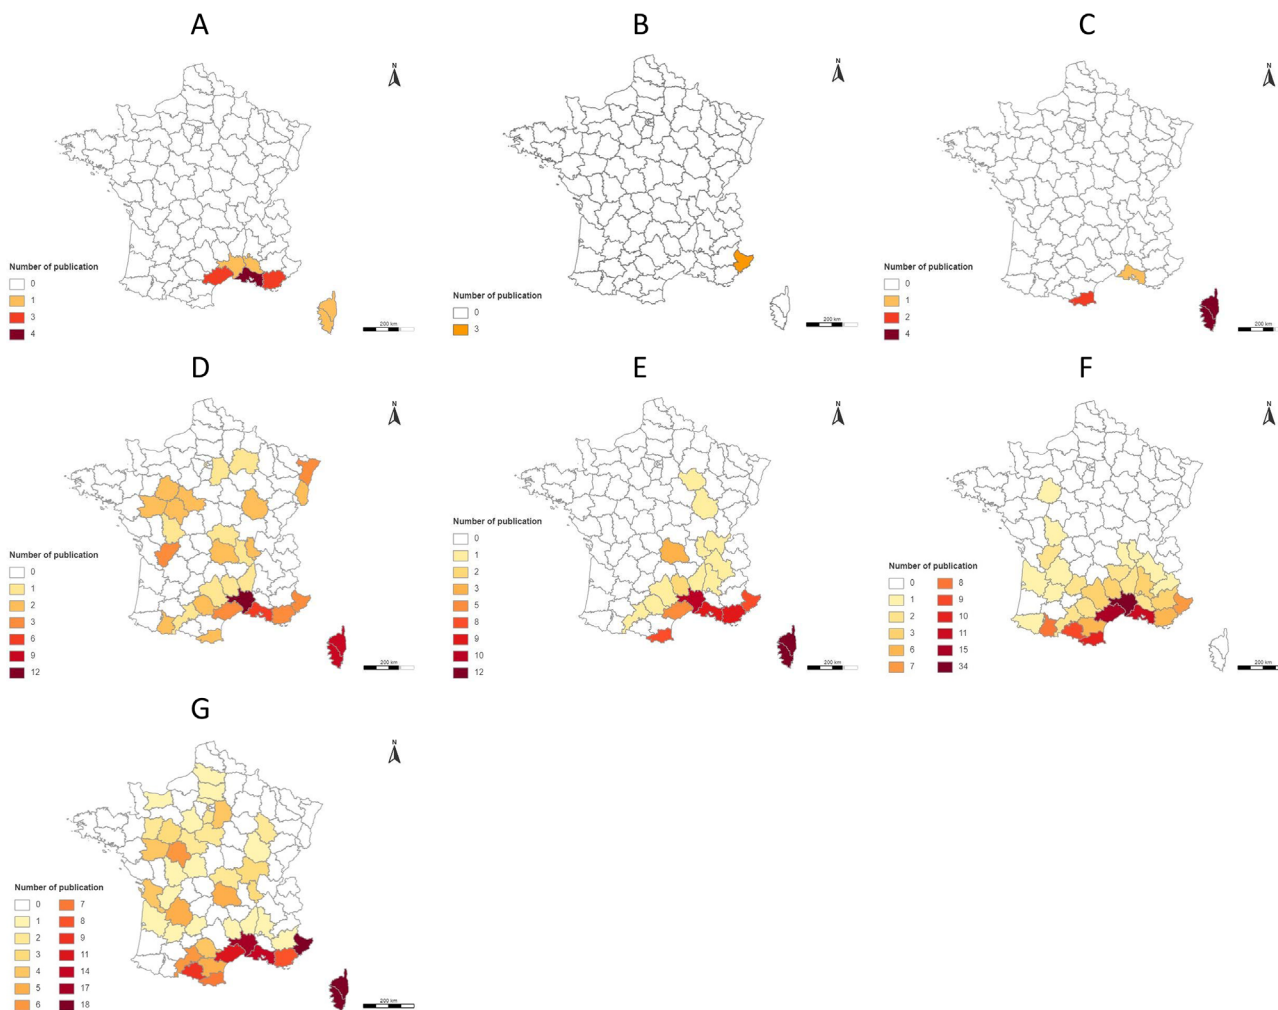 A
N
Number of publication
0
1
3
4
200 km
B
N
Number of publication
0
3
200 km
C
N
Number of publication
0
1
2
4
200 km
D
N
Number of publication
0
1
2
3
6
9
12
200 km
E
N
Number of publication
0
1
2
3
5
8
9
10
12
200 km
F
N
Number of publication
0 8
1 9
2 10
3 11
6 15
7 34
200 km
G
N
Number of publication
0 7
1 8
2 9
3 11
4 14
5 17
6 18
200 km